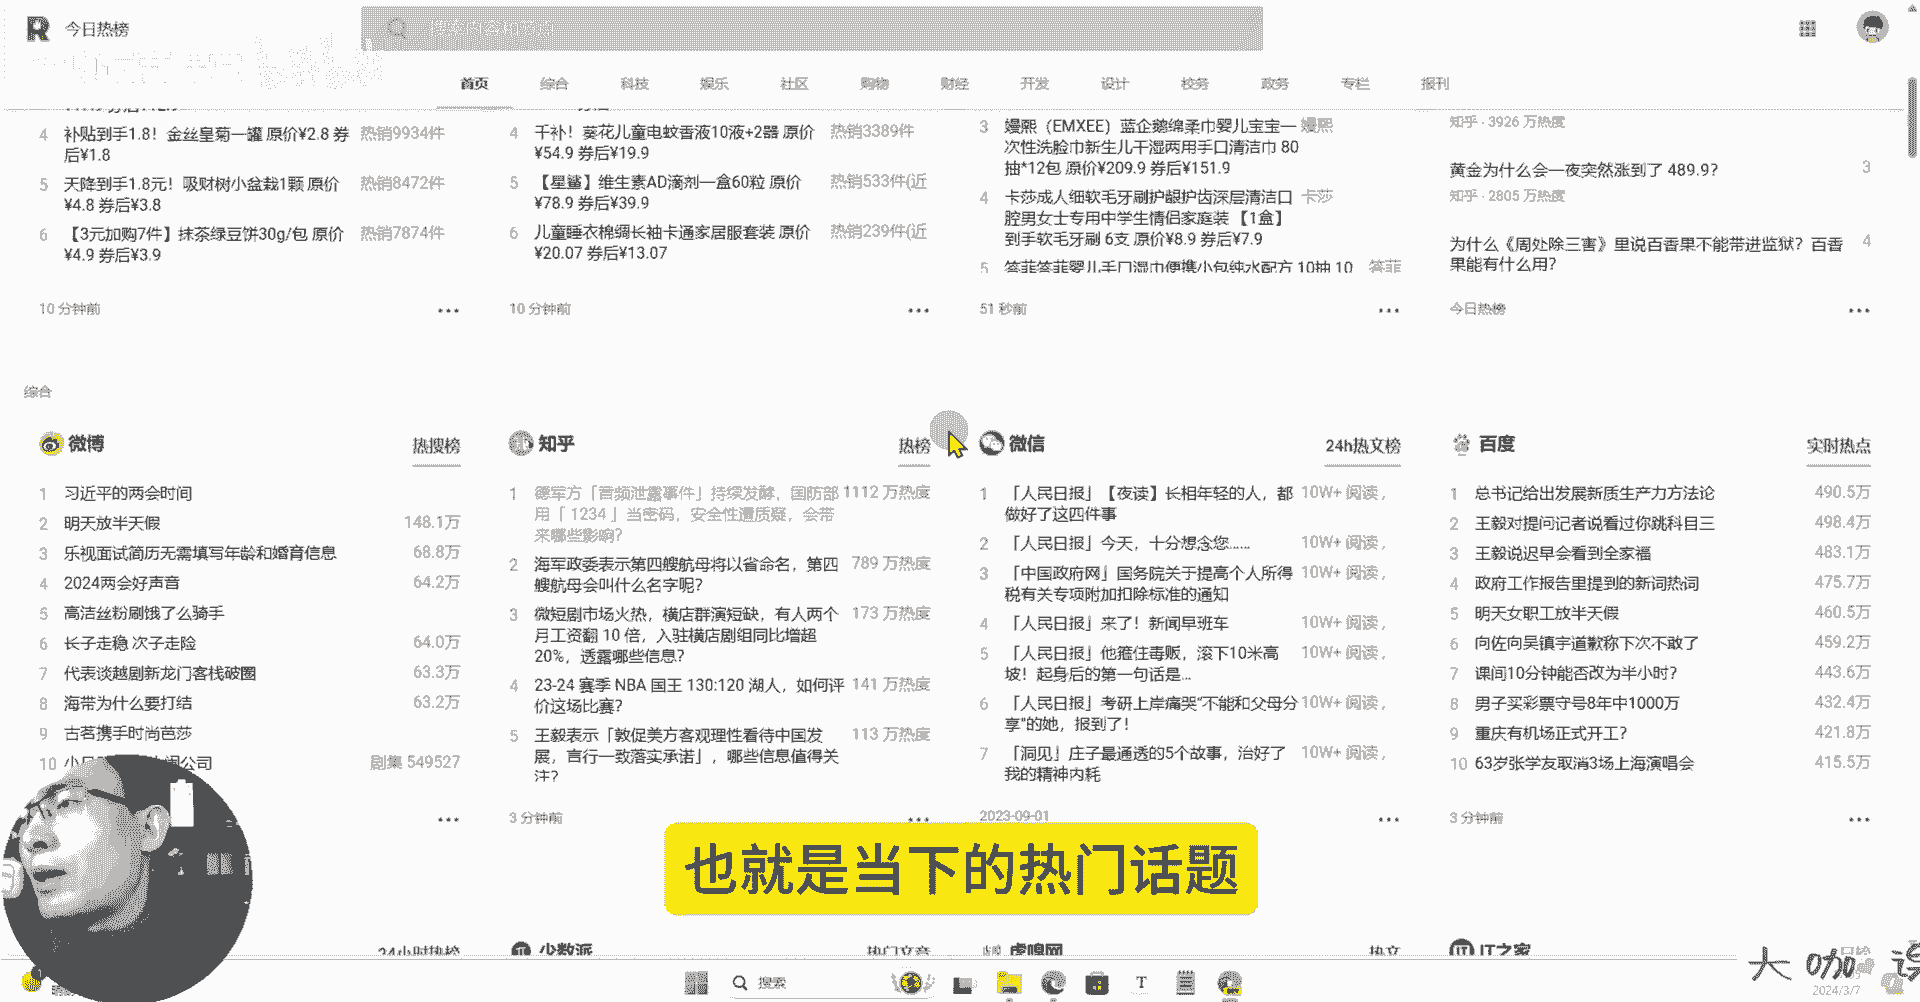 今日热榜
首页 综合 科技 娱乐 社区 购物 财经 开发 设计 校务 政务 专栏 报刊
4 补贴到手1.8！金丝皇菊一罐 原价¥2.8 券后¥1.8 热销9934件
5 天降到手1.8元！吸财树小盆栽1颗 原价¥4.8 券后¥3.8 热销8472件
6 【3元加购7件】抹茶绿豆饼30g/包 原价¥4.9 券后¥3.9 热销7874件
10 分钟前
4 千补！葵花儿童电蚊香液10液+2器 原价¥54.9 券后¥19.9 热销3389件
5 【星鲨】维生素AD滴剂一盒60粒 原价¥78.9 券后¥39.9 热销533件(近
6 儿童睡衣棉绸长袖卡通家居服套装 原价¥20.07 券后¥13.07 热销239件(近
10 分钟前
3 嫚熙（EMXEE）蓝企鹅绵柔巾婴儿宝宝一次性洗脸巾新生儿干湿两用手口清洁巾 80抽*12包 原价¥209.9 券后¥151.9 嫚熙
4 卡莎成人细软毛牙刷护龈护齿深层清洁口腔男女士专用中学生情侣家庭装 【1盒】到手软毛牙刷 6支 原价¥8.9 券后¥7.9 卡莎
5 答菲答菲婴儿手口湿巾便携小包纯水配方 10抽 10 答菲
51 秒前
知乎 · 3926 万热度
黄金为什么会一夜突然涨到了 489.9? 3
知乎 · 2805 万热度
为什么《周处除三害》里说百香果不能带进监狱？百香果能有什么用? 4
今日热榜
综合
微博 热搜榜
1 习近平的两会时间
2 明天放半天假 148.1万
3 乐视面试简历无需填写年龄和婚育信息 68.8万
4 2024两会好声音 64.2万
5 高洁丝粉刷饿了么骑手
6 长子走稳 次子走险 64.0万
7 代表谈越剧新龙门客栈破圈 63.3万
8 海带为什么要打结 63.2万
9 古茗携手时尚芭莎
10 公司 剧集 549527
知乎 热榜
1 德军方「音频泄露事件」持续发酵，国防部用「 1234 」当密码，安全性遭质疑，会带来哪些影响? 1112 万热度
2 海军政委表示第四艘航母将以省命名，第四艘航母会叫什么名字呢? 789 万热度
3 微短剧市场火热，横店群演短缺，有人两个月工资翻 10 倍，入驻横店剧组同比增超 20%，透露哪些信息? 173 万热度
4 23-24 赛季 NBA 国王 130:120 湖人，如何评价这场比赛? 141 万热度
5 王毅表示「敦促美方客观理性看待中国发展，言行一致落实承诺」，哪些信息值得关注? 113 万热度
3 分钟前
微信 24h热文榜
1 「人民日报」【夜读】长相年轻的人，都做好了这四件事 10W+ 阅读，
2 「人民日报」今天，十分想念您…… 10W+ 阅读，
3 「中国政府网」国务院关于提高个人所得税有关专项附加扣除标准的通知 10W+ 阅读，
4 「人民日报」来了！新闻早班车 10W+ 阅读，
5 「人民日报」他箍住毒贩，滚下10米高坡！起身后的第一句话是… 10W+ 阅读，
6 「人民日报」考研上岸痛哭“不能和父母分享”的她，报到了！ 10W+ 阅读，
7 「洞见」庄子最通透的5个故事，治好了我的精神内耗 10W+ 阅读，
2023-09-01
百度 实时热点
1 总书记给出发展新质生产力方法论 490.5万
2 王毅对提问记者说看过你跳科目三 498.4万
3 王毅说迟早会看到全家福 483.1万
4 政府工作报告里提到的新词热词 475.7万
5 明天女职工放半天假 460.5万
6 向佐向吴镇宇道歉称下次不敢了 459.2万
7 课间10分钟能否改为半小时? 443.6万
8 男子买彩票守号8年中1000万 432.4万
9 重庆有机场正式开工? 421.8万
10 63岁张学友取消3场上海演唱会 415.5万
3 分钟前
也就是当下的热门话题
24小时热榜
少数派 热门文章
虎嗅网 热文
IT之家 日榜
搜索
大咖
2024/3/7